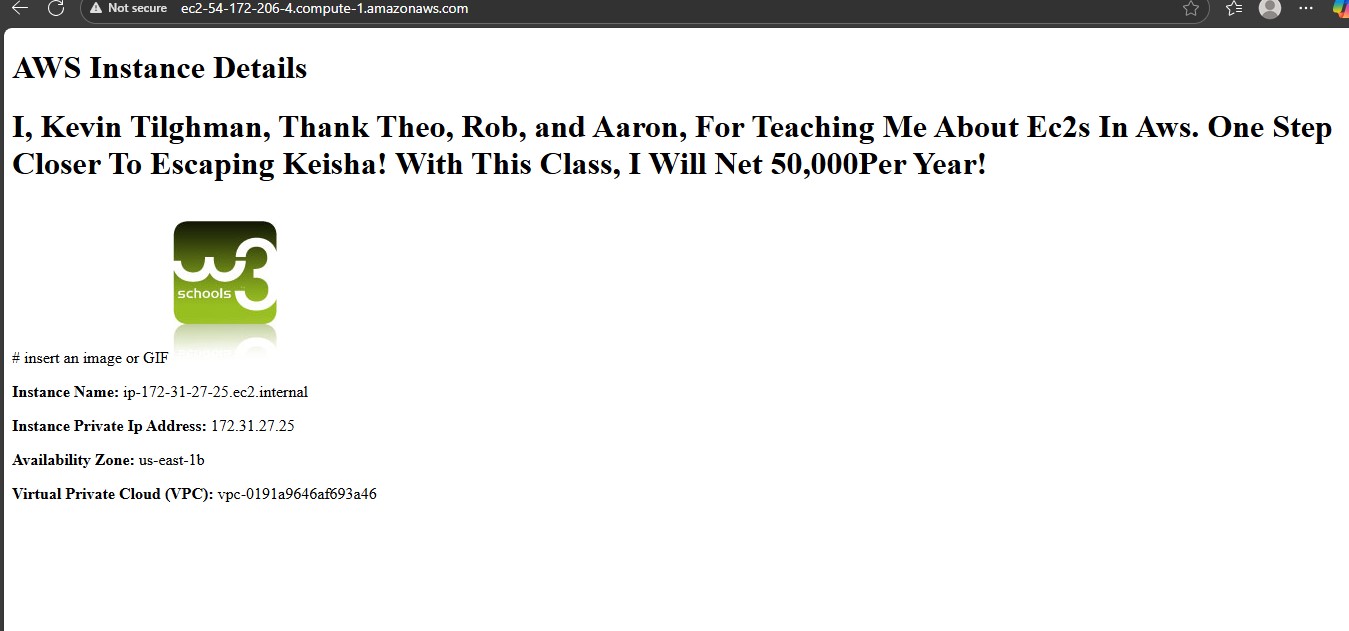 Not secure ec2-54-172-206-4.compute-1.amazonaws.com
AWS Instance Details
I, Kevin Tilghman, Thank Theo, Rob, and Aaron, For Teaching Me About Ec2s In Aws. One Step
Closer To Escaping Keisha! With This Class, I Will Net 50,000Per Year!
w3
schools
# insert an image or GIF
Instance Name: ip-172-31-27-25.ec2.internal
Instance Private Ip Address: 172.31.27.25
Availability Zone: us-east-1b
Virtual Private Cloud (VPC): vpc-0191a9646af693a46